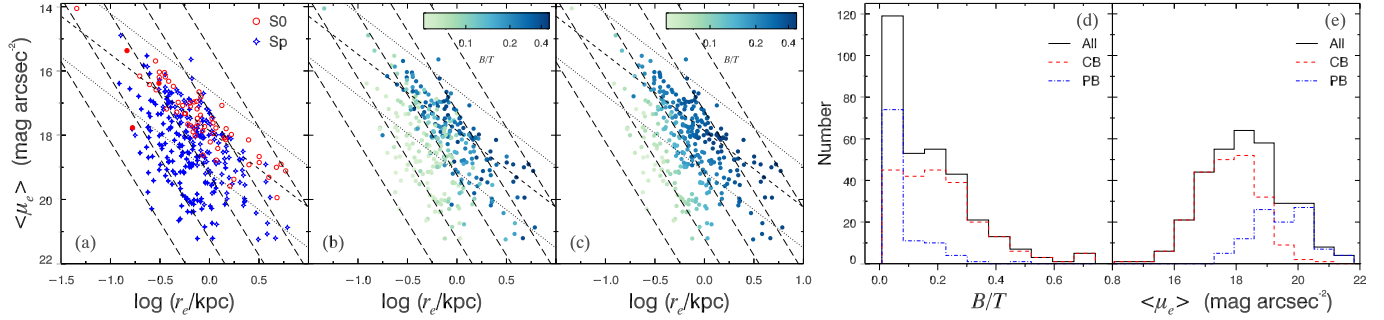 14
16
18
20
22
<μe> (mag arcsec-2)
S0
Sp
(a)
-1.5 -1.0 -0.5 0.0 0.5
log (re/kpc)
0.1 0.2 0.4
B/T
(b)
-1.0 -0.5 0.0 0.5
log (re/kpc)
0.1 0.2 0.4
B/T
(c)
-1.0 -0.5 0.0 0.5 1.0
log (re/kpc)
120
100
80
60
40
20
0
Number
(d)
All
CB
PB
0.0 0.2 0.4 0.6 0.8
B/T
(e)
All
CB
PB
16 18 20 22
<μe> (mag arcsec-2)